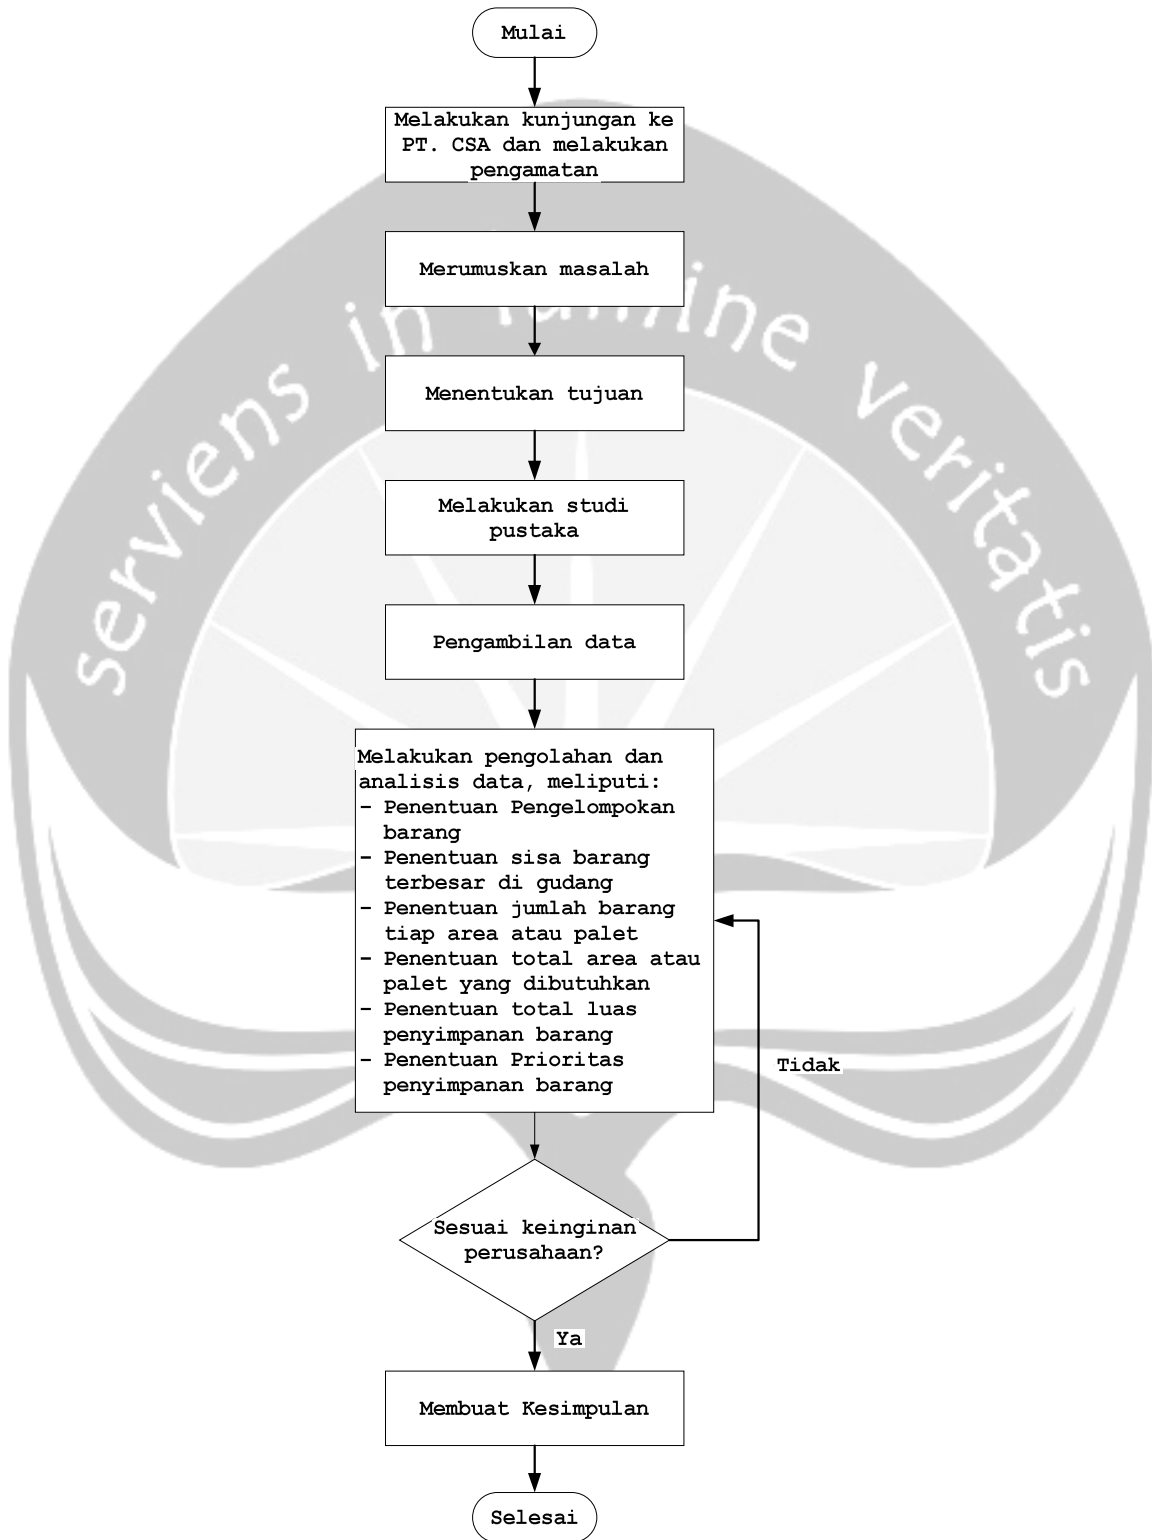 Mulai
Melakukan kunjungan ke
PT. CSA dan melakukan
pengamatan
Merumuskan masalah
serviens in lumine veritatis
Menentukan tujuan
Melakukan studi
pustaka
Pengambilan data
Melakukan pengolahan dan
analisis data, meliputi:
- Penentuan Pengelompokan
barang
- Penentuan sisa barang
terbesar di gudang
- Penentuan jumlah barang
tiap area atau palet
- Penentuan total area atau
palet yang dibutuhkan
- Penentuan total luas
penyimpanan barang
- Penentuan Prioritas
penyimpanan barang
Tidak
Sesuai keinginan
perusahaan?
Ya
Membuat Kesimpulan
Selesai